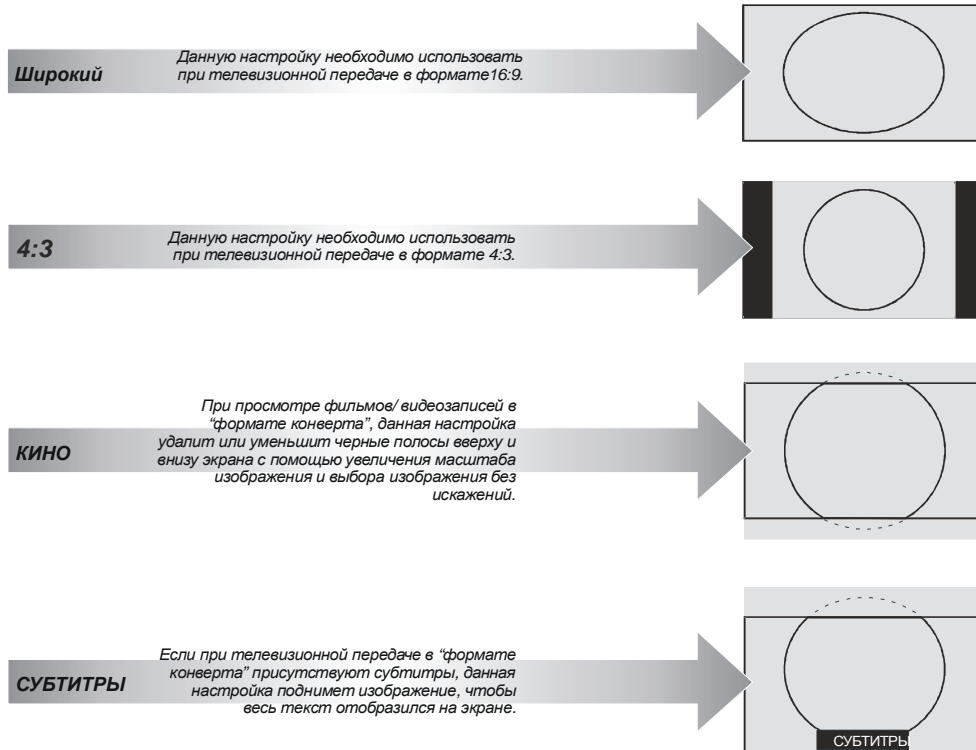 Широкий
Данную настройку необходимо использовать
при телевизионной передаче в формате16:9.
4:3
Данную настройку необходимо использовать
при телевизионной передаче в формате 4:3.
КИНО
При просмотре фильмов/ видеозаписей в
“формате конверта”, данная настройка
удалит или уменьшит черные полосы вверху и
внизу экрана с помощью увеличения масштаба
изображения и выбора изображения без
искажений.
СУБТИТРЫ
Если при телевизионной передаче в “формате
конверта” присутствуют субтитры, данная
настройка поднимет изображение, чтобы
весь текст отобразился на экране.
СУБТИТРЫ